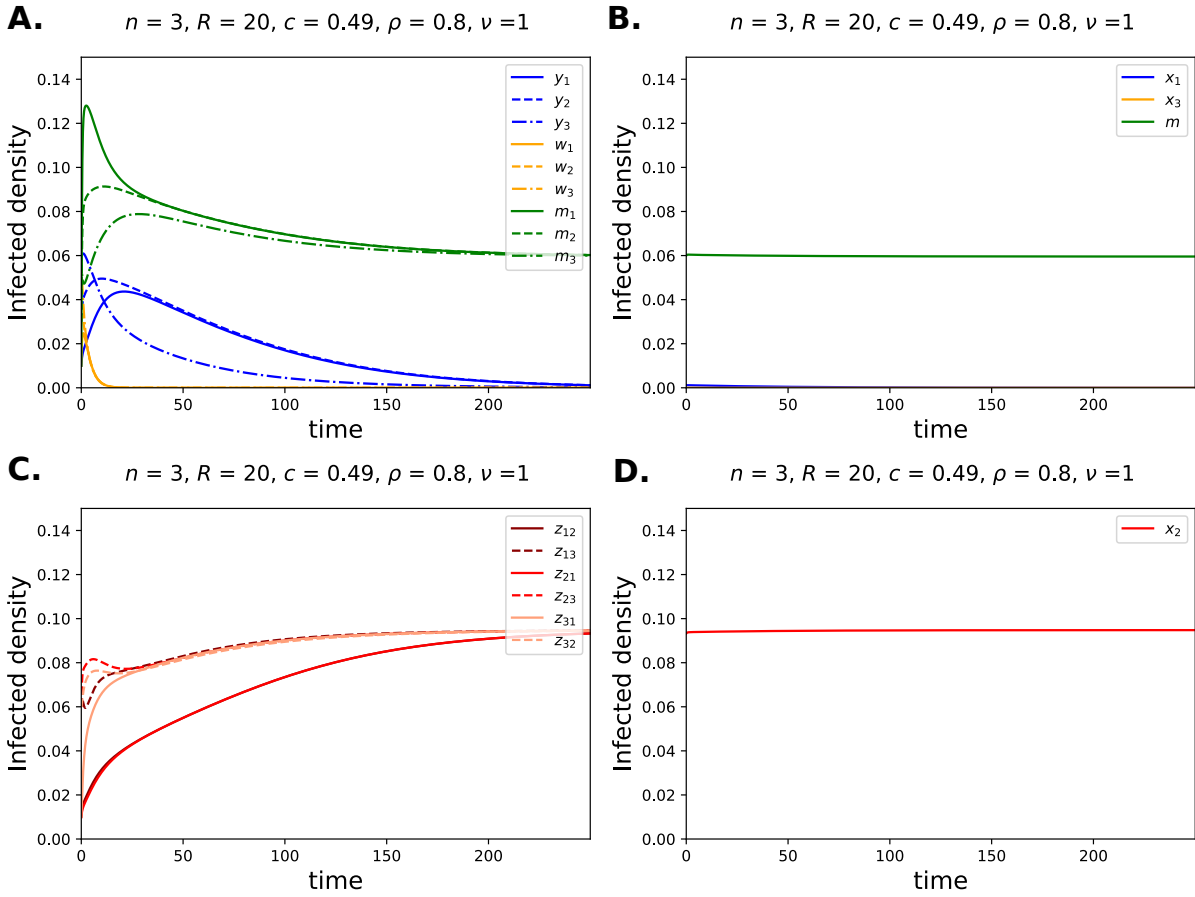 A.
n = 3, R = 20, c = 0.49, ρ = 0.8, ν =1
Infected density
0.14
0.12
0.10
0.08
0.06
0.04
0.02
0.00
0
50
100
150
200
time
y₁
y₂
y₃
w₁
w₂
w₃
m₁
m₂
m₃
B.
n = 3, R = 20, c = 0.49, ρ = 0.8, ν =1
Infected density
0.14
0.12
0.10
0.08
0.06
0.04
0.02
0.00
0
50
100
150
200
time
x₁
x₃
m
C.
n = 3, R = 20, c = 0.49, ρ = 0.8, ν =1
Infected density
0.14
0.12
0.10
0.08
0.06
0.04
0.02
0.00
0
50
100
150
200
time
z₁₂
z₁₃
z₂₁
z₂₃
z₃₁
z₃₂
D.
n = 3, R = 20, c = 0.49, ρ = 0.8, ν =1
Infected density
0.14
0.12
0.10
0.08
0.06
0.04
0.02
0.00
0
50
100
150
200
time
x₂